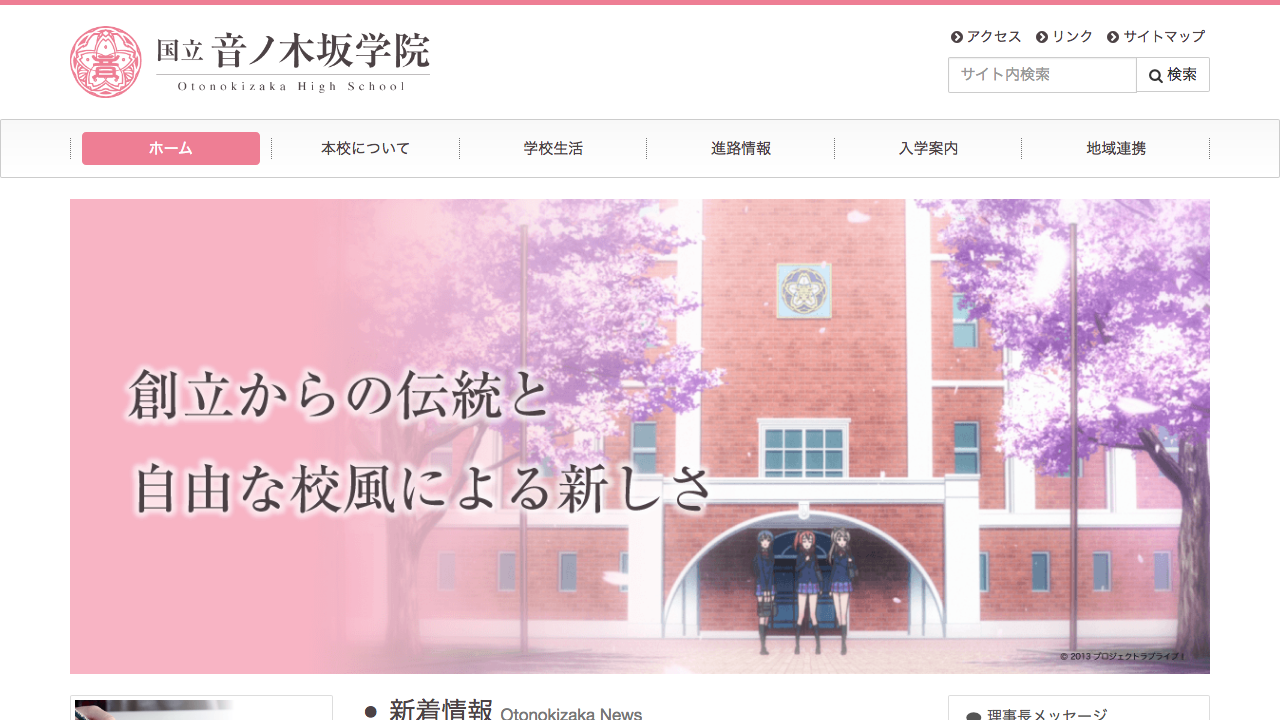 国立 音ノ木坂学院
Otonokizaka High School
アクセス リンク サイトマップ
サイト内検索 検索
ホーム 本校について 学校生活 進路情報 入学案内 地域連携
創立からの伝統と
自由な校風による新しさ
© 2013 プロジェクトラブライブ！
新着情報 Otonokizaka News
理事長メッセージ